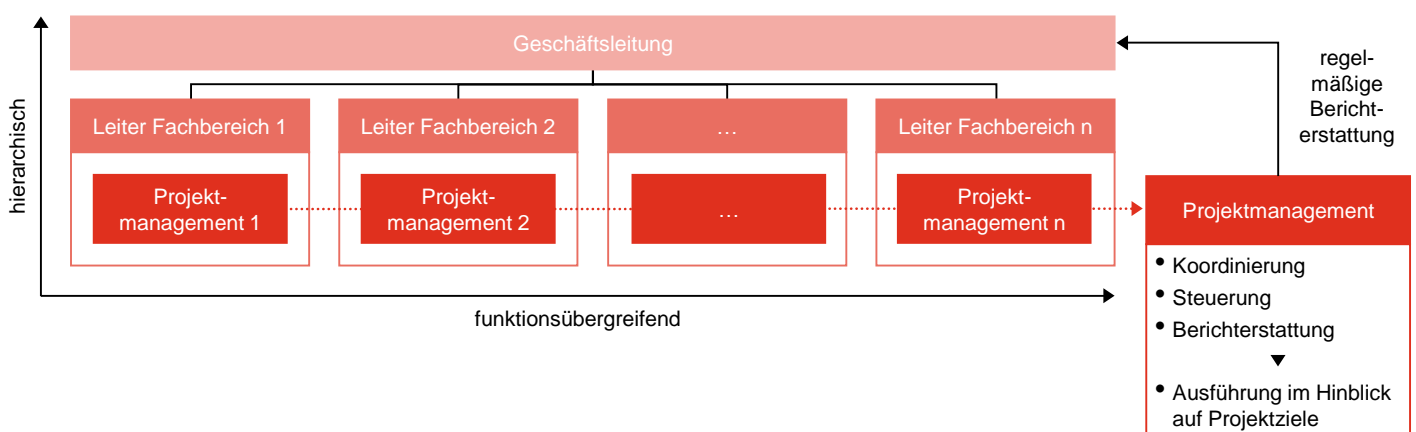 Geschäftsleitung
regel-
mäßige
Bericht-
erstattung
hierarchisch
Leiter Fachbereich 1
Leiter Fachbereich 2
…
Leiter Fachbereich n
Projekt-
management 1
Projekt-
management 2
…
Projekt-
management n
Projektmanagement
• Koordinierung
• Steuerung
• Berichterstattung
• Ausführung im Hinblick
auf Projektziele
funktionsübergreifend